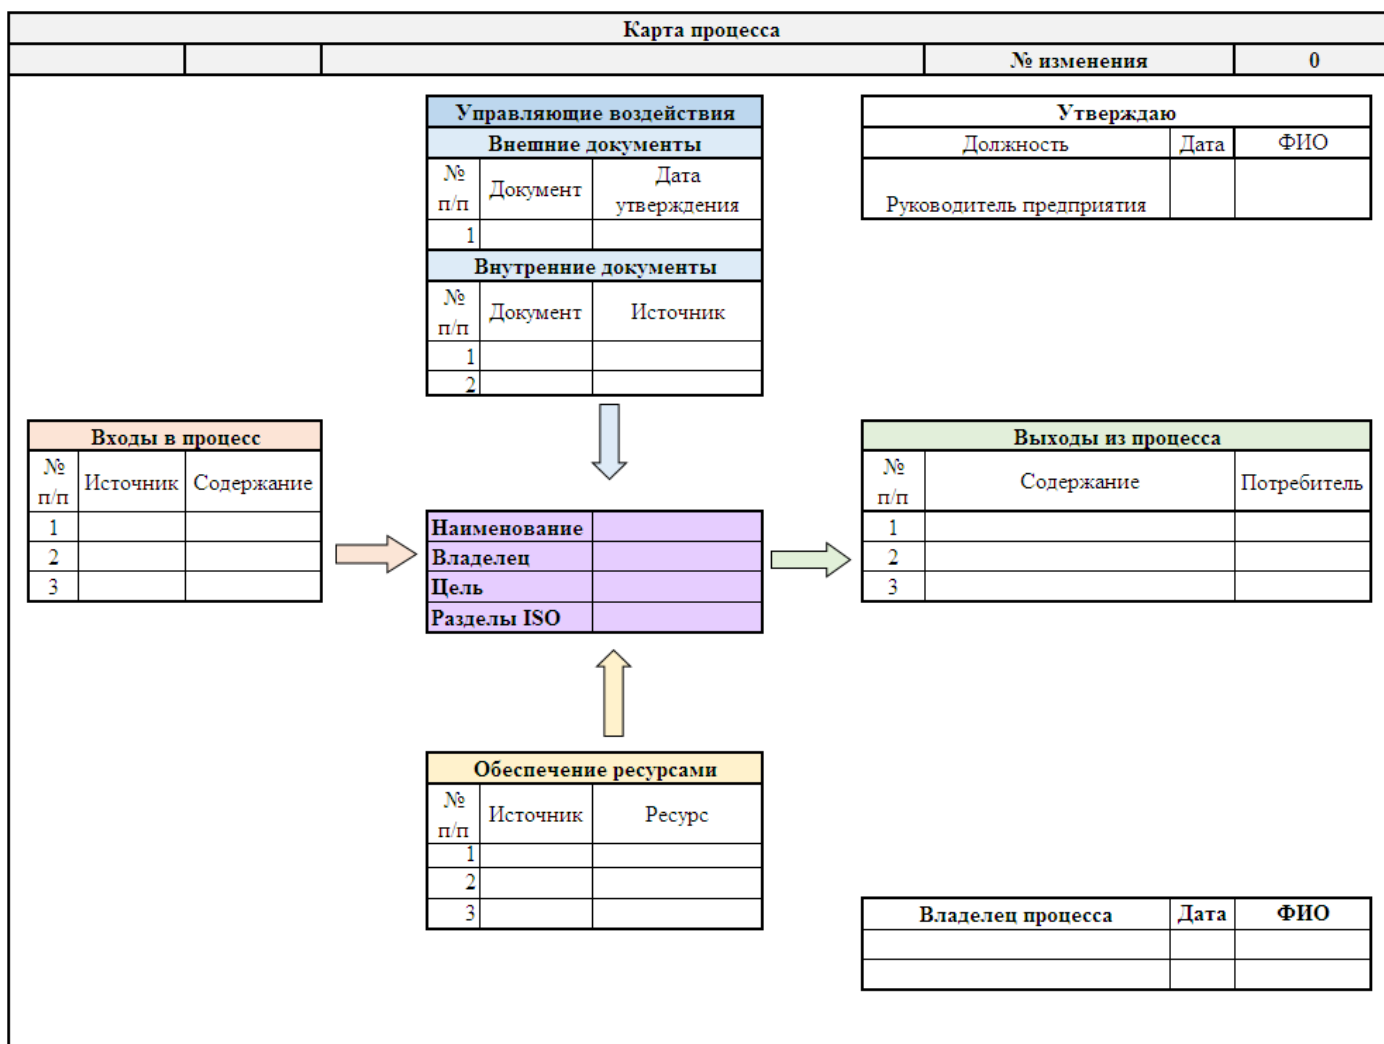 Карта процесса
№ изменения 0
Управляющие воздействия
Внешние документы
№ п/п Документ Дата утверждения
1
Внутренние документы
№ п/п Документ Источник
1
2
Утверждаю
Должность Дата ФИО
Руководитель предприятия
Входы в процесс
№ п/п Источник Содержание
1
2
3
Наименование
Владелец
Цель
Разделы ISO
Выходы из процесса
№ п/п Содержание Потребитель
1
2
3
Обеспечение ресурсами
№ п/п Источник Ресурс
1
2
3
Владелец процесса Дата ФИО